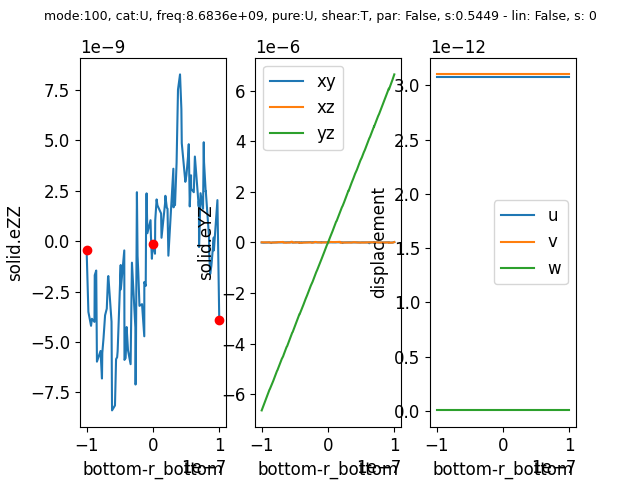 mode:100, cat:U, freq:8.6836e+09, pure:U, shear:T, par: False, s:0.5449 - lin: False, s: 0
1e−9
7.5
5.0
2.5
0.0
−2.5
−5.0
−7.5
solid.eZZ
−1
0
1
1e−7
bottom-r_bottom
1e−6
6
4
2
0
−2
−4
−6
solid.eYZ
xy
xz
yz
−1
0
1
1e−7
bottom-r_bottom
1e−12
3.0
2.5
2.0
1.5
1.0
0.5
0.0
displacement
u
v
w
−1
0
1
1e−7
bottom-r_bottom